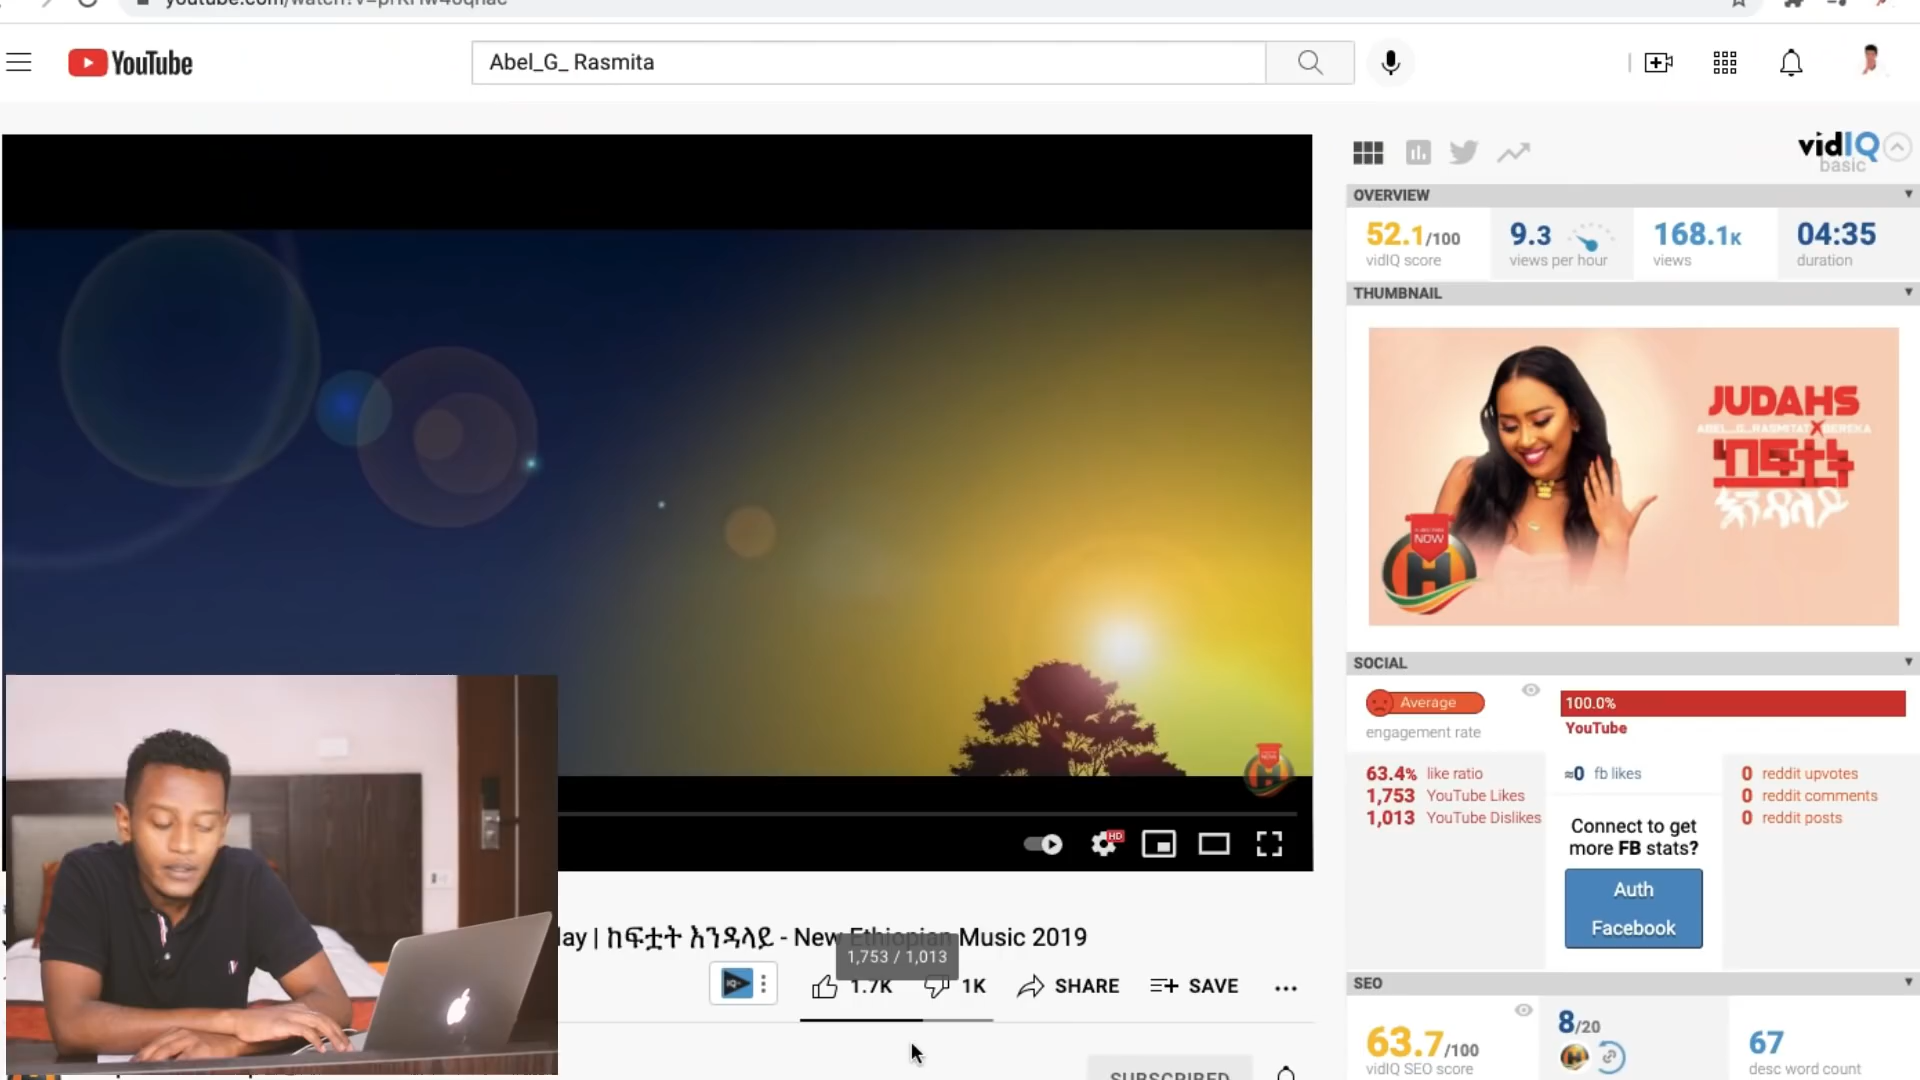 YouTube
Abel_G_ Rasmita
vidIQ
basic
OVERVIEW
52.1/100
vidIQ score
9.3
views per hour
168.1K
views
04:35
duration
THUMBNAIL
JUDAHS
ከፍቷት
እንዳላይ
NOW
H
SOCIAL
Average
engagement rate
100.0%
YouTube
63.4% like ratio
1,753 YouTube Likes
1,013 YouTube Dislikes
≈0 fb likes
Connect to get
more FB stats?
Auth
Facebook
0 reddit upvotes
0 reddit comments
0 reddit posts
HD
lay | ከፍቷት እንዳላይ - New Ethiopian Music 2019
1,753 / 1,013
1.7K
1K
SHARE
SAVE
SUBSCRIBED
SEO
63.7/100
vidIQ SEO score
8/20
67
desc word count